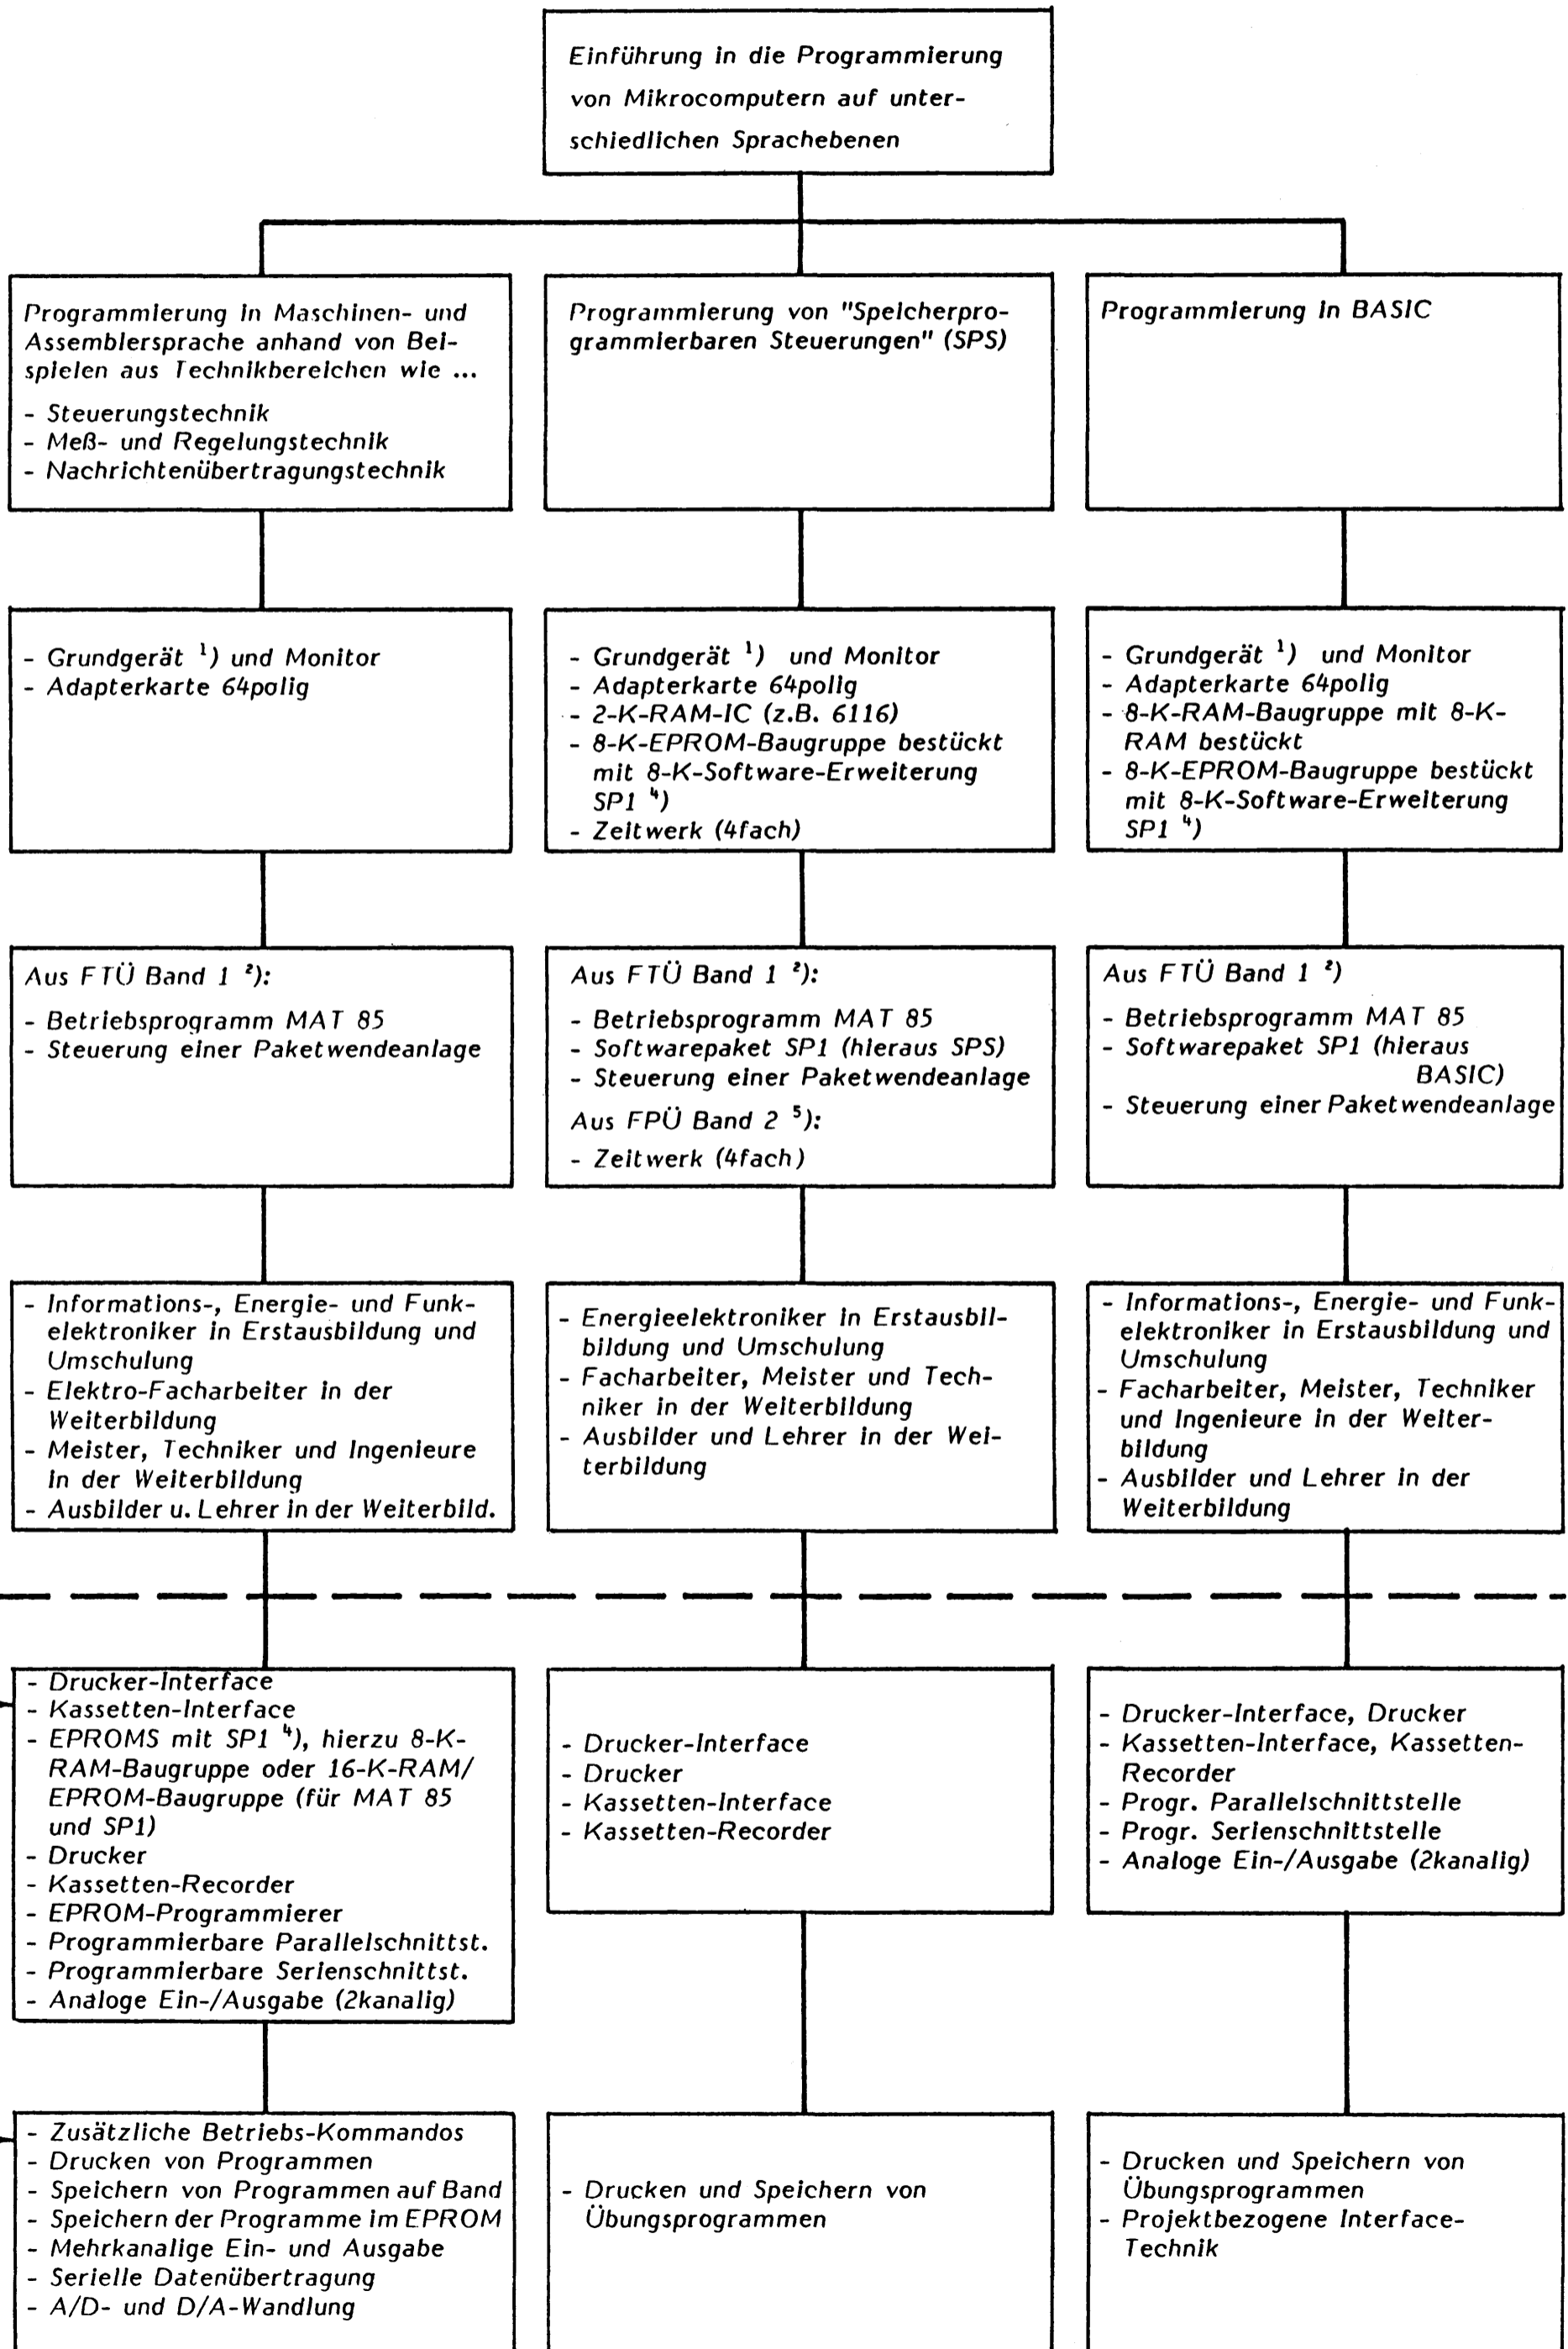 Einführung in die Programmierung
von Mikrocomputern auf unter-
schiedlichen Sprachebenen
Programmierung in Maschinen- und
Assemblersprache anhand von Bei-
spielen aus Technikbereichen wie ...
- Steuerungstechnik
- Meß- und Regelungstechnik
- Nachrichtenübertragungstechnik
Programmierung von "Speicherpro-
grammierbaren Steuerungen" (SPS)
Programmierung in BASIC
- Grundgerät ¹) und Monitor
- Adapterkarte 64polig
- Grundgerät ¹) und Monitor
- Adapterkarte 64polig
- 2-K-RAM-IC (z.B. 6116)
- 8-K-EPROM-Baugruppe bestückt
mit 8-K-Software-Erweiterung
SP1 ⁴)
- Zeitwerk (4fach)
- Grundgerät ¹) und Monitor
- Adapterkarte 64polig
- 8-K-RAM-Baugruppe mit 8-K-
RAM bestückt
- 8-K-EPROM-Baugruppe bestückt
mit 8-K-Software-Erweiterung
SP1 ⁴)
Aus FTÜ Band 1 ²):
- Betriebsprogramm MAT 85
- Steuerung einer Paketwendeanlage
Aus FTÜ Band 1 ²):
- Betriebsprogramm MAT 85
- Softwarepaket SP1 (hieraus SPS)
- Steuerung einer Paketwendeanlage
Aus FPÜ Band 2 ⁵):
- Zeitwerk (4fach)
Aus FTÜ Band 1 ²)
- Betriebsprogramm MAT 85
- Softwarepaket SP1 (hieraus
BASIC)
- Steuerung einer Paketwendeanlage
- Informations-, Energie- und Funk-
elektroniker in Erstausbildung und
Umschulung
- Elektro-Facharbeiter in der
Weiterbildung
- Meister, Techniker und Ingenieure
in der Weiterbildung
- Ausbilder u. Lehrer in der Weiterbild.
- Energieelektroniker in Erstausbil-
bildung und Umschulung
- Facharbeiter, Meister und Tech-
niker in der Weiterbildung
- Ausbilder und Lehrer in der Wei-
terbildung
- Informations-, Energie- und Funk-
elektroniker in Erstausbildung und
Umschulung
- Facharbeiter, Meister, Techniker
und Ingenieure in der Weiter-
bildung
- Ausbilder und Lehrer in der
Weiterbildung
- Drucker-Interface
- Kassetten-Interface
- EPROMS mit SP1 ⁴), hierzu 8-K-
RAM-Baugruppe oder 16-K-RAM/
EPROM-Baugruppe (für MAT 85
und SP1)
- Drucker
- Kassetten-Recorder
- EPROM-Programmierer
- Programmierbare Parallelschnittst.
- Programmierbare Serienschnittst.
- Analoge Ein-/Ausgabe (2kanalig)
- Drucker-Interface
- Drucker
- Kassetten-Interface
- Kassetten-Recorder
- Drucker-Interface, Drucker
- Kassetten-Interface, Kassetten-
Recorder
- Progr. Parallelschnittstelle
- Progr. Serienschnittstelle
- Analoge Ein-/Ausgabe (2kanalig)
- Zusätzliche Betriebs-Kommandos
- Drucken von Programmen
- Speichern von Programmen auf Band
- Speichern der Programme im EPROM
- Mehrkanalige Ein- und Ausgabe
- Serielle Datenübertragung
- A/D- und D/A-Wandlung
- Drucken und Speichern von
Übungsprogrammen
- Drucken und Speichern von
Übungsprogrammen
- Projektbezogene Interface-
Technik